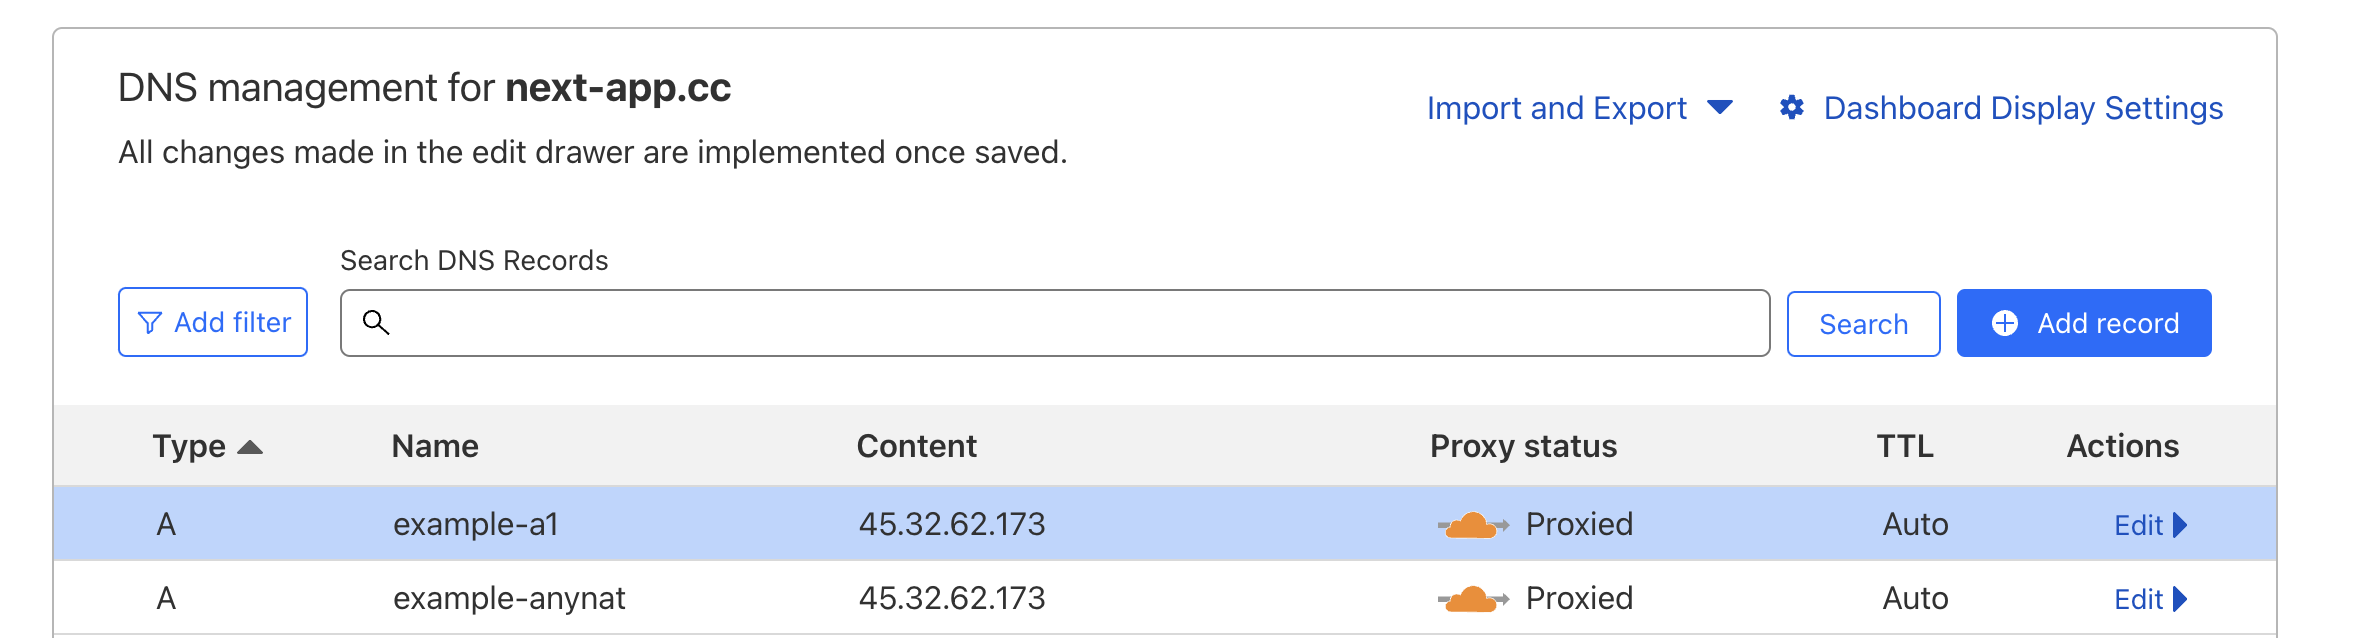 DNS management for next-app.cc
All changes made in the edit drawer are implemented once saved.
Import and Export
Dashboard Display Settings
Search DNS Records
Add filter
Search
Add record
Type Name Content Proxy status TTL Actions
A example-a1 45.32.62.173 Proxied Auto Edit
A example-anynat 45.32.62.173 Proxied Auto Edit